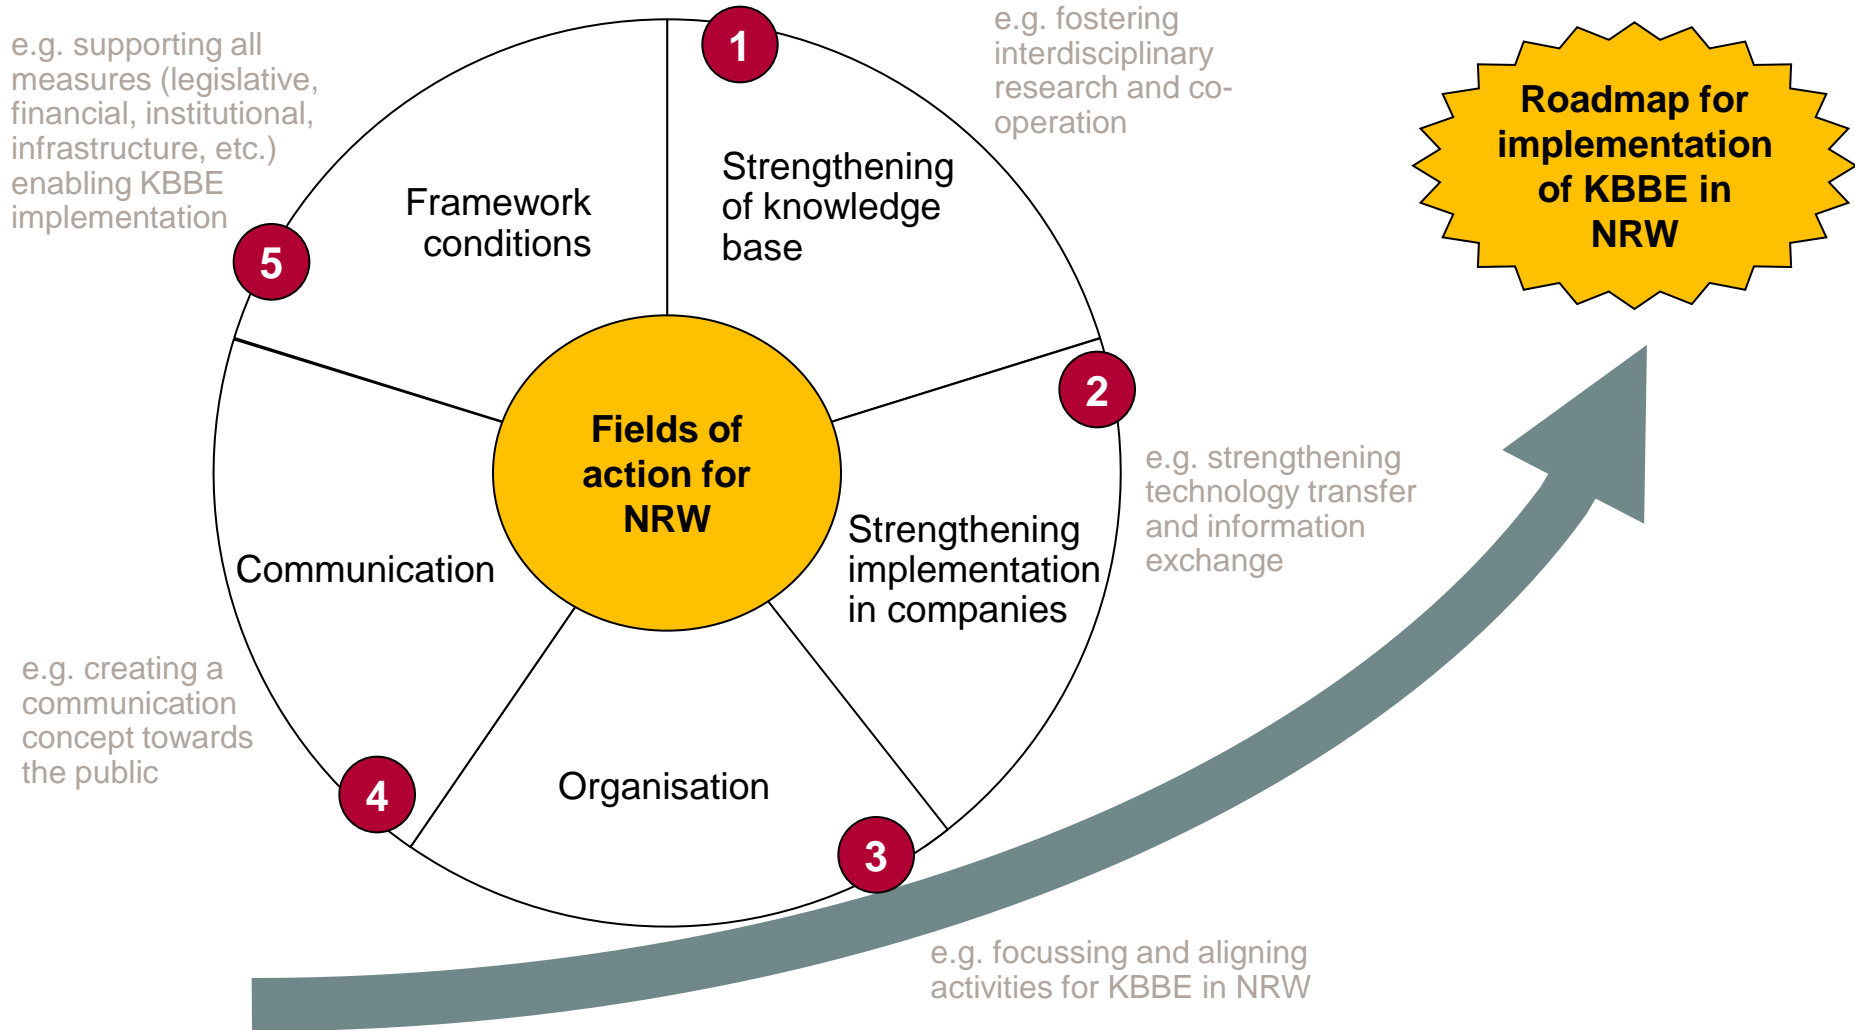 e.g. supporting all
measures (legislative,
financial, institutional,
infrastructure, etc.)
enabling KBBE
implementation
1
e.g. fostering
interdisciplinary
research and co-
operation
Roadmap for
implementation
of KBBE in
NRW
Framework
conditions
Strengthening
of knowledge
base
5
2
Fields of
action for
NRW
e.g. strengthening
technology transfer
and information
exchange
Strengthening
implementation
in companies
Communication
e.g. creating a
communication
concept towards
the public
4
Organisation
3
e.g. focussing and aligning
activities for KBBE in NRW